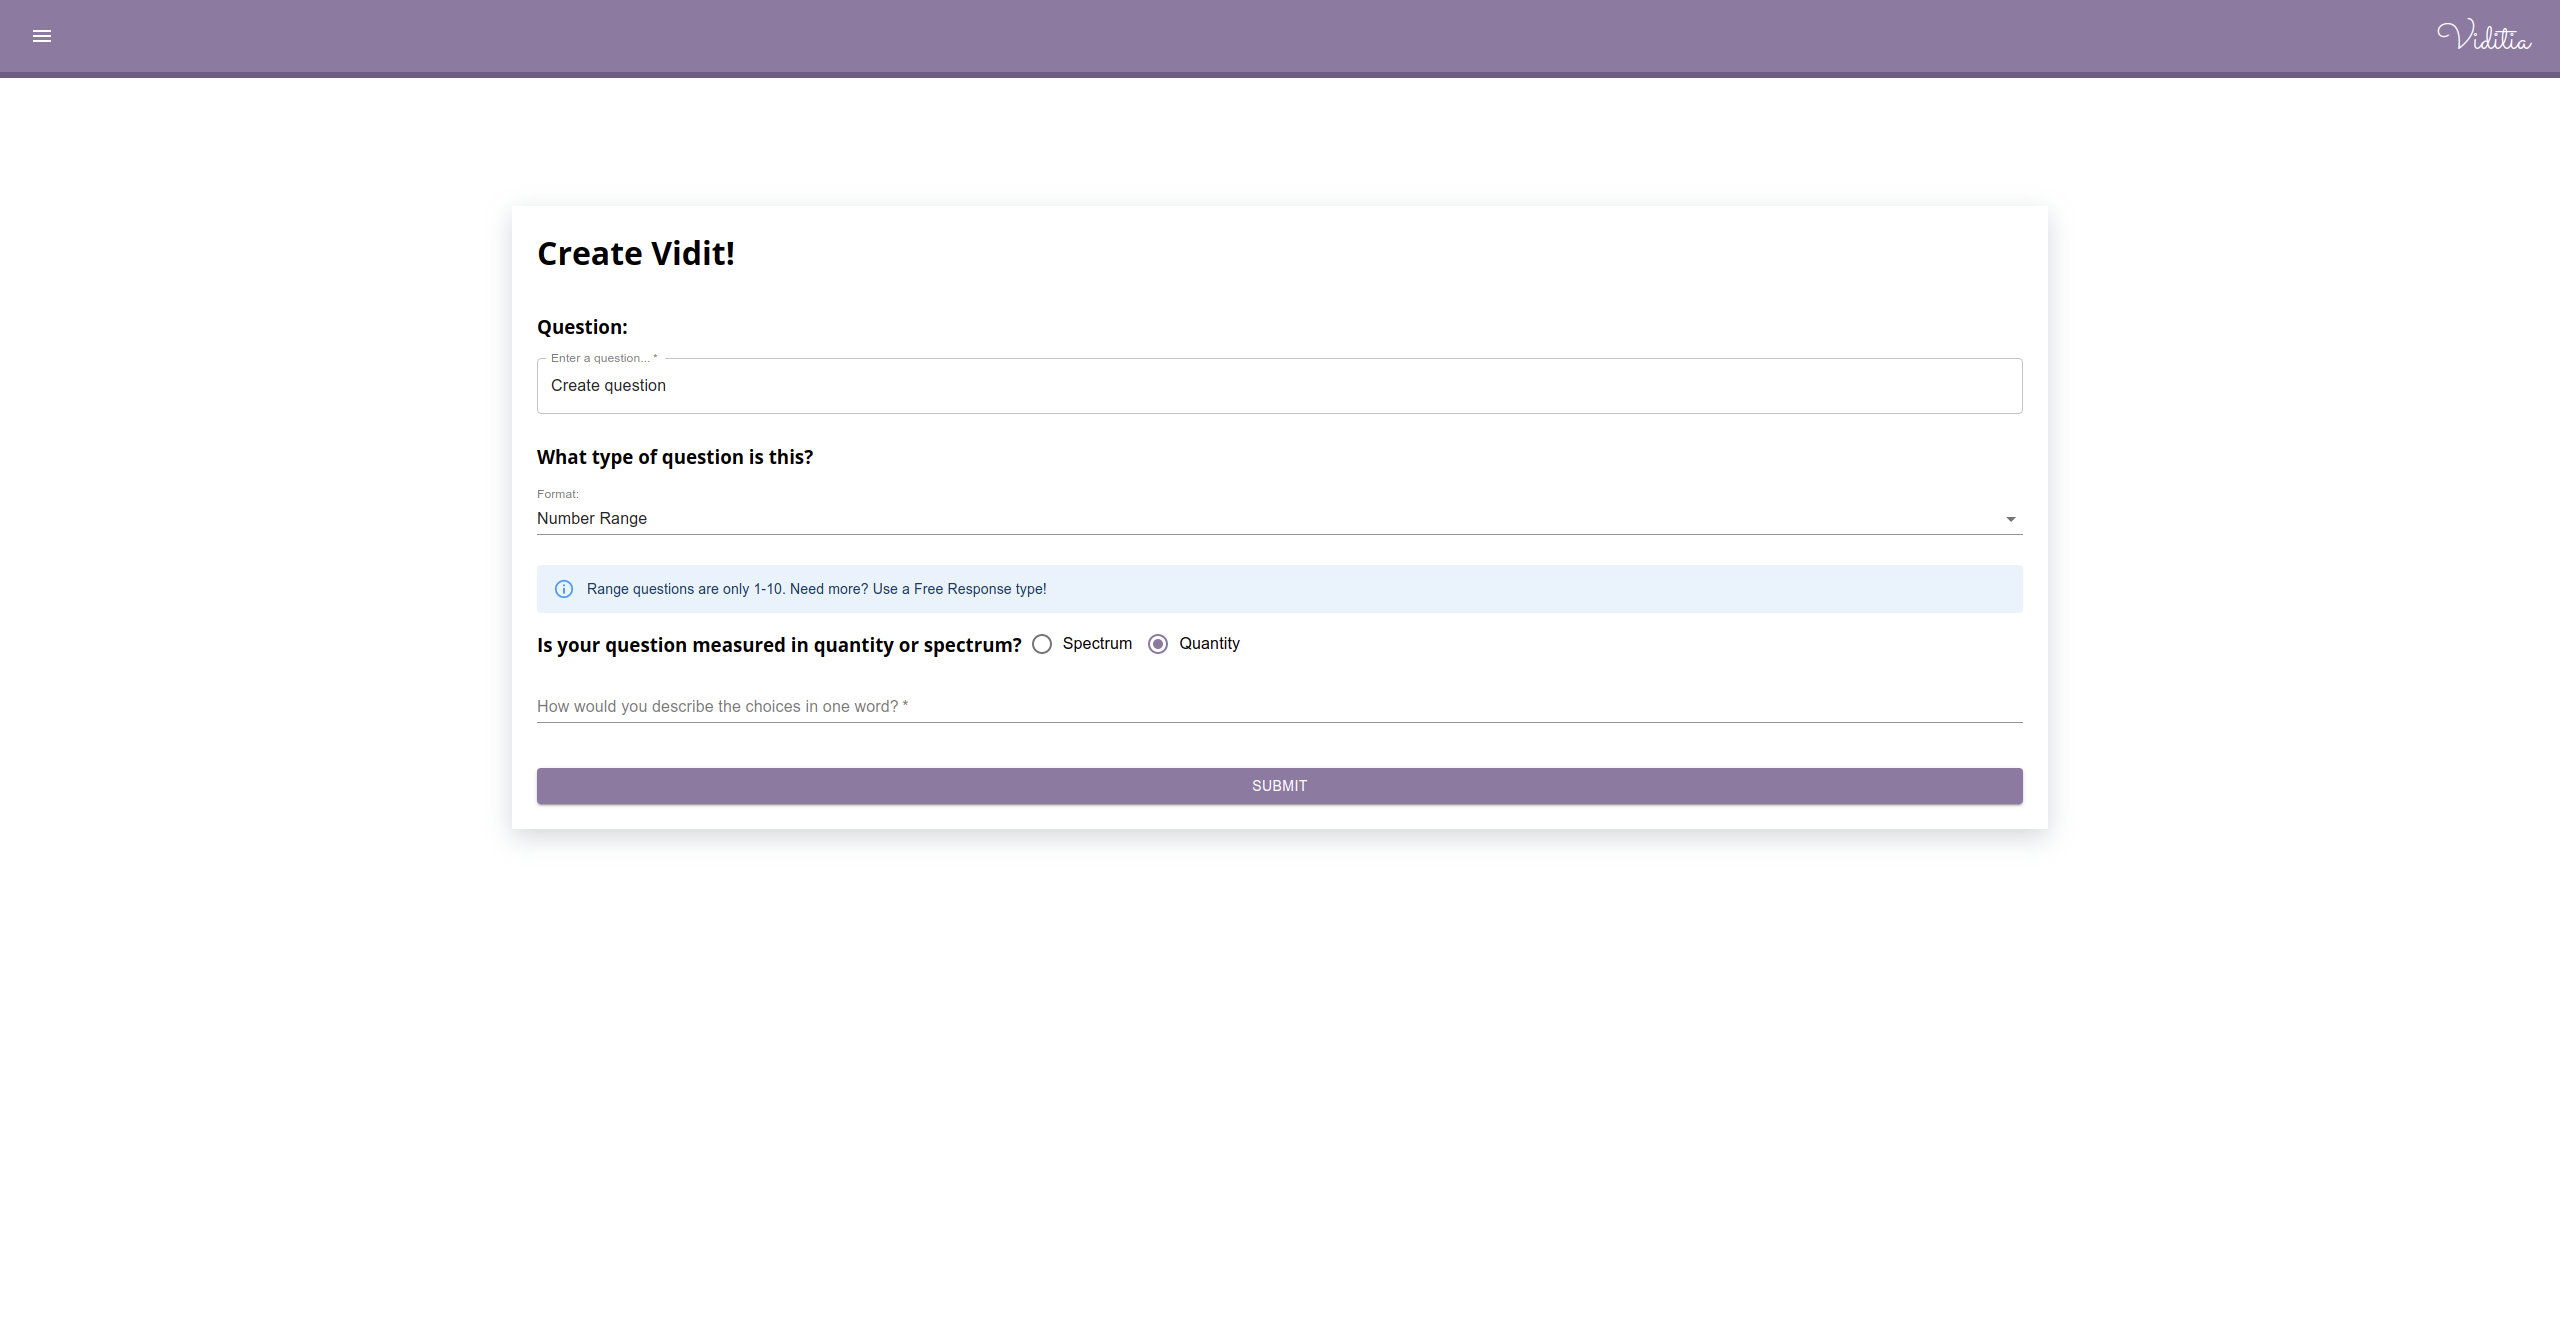 Viditia
Create Vidit!
Question:
Enter a question... *
Create question
What type of question is this?
Format:
Number Range
Range questions are only 1-10. Need more? Use a Free Response type!
Is your question measured in quantity or spectrum? Spectrum Quantity
How would you describe the choices in one word? *
SUBMIT